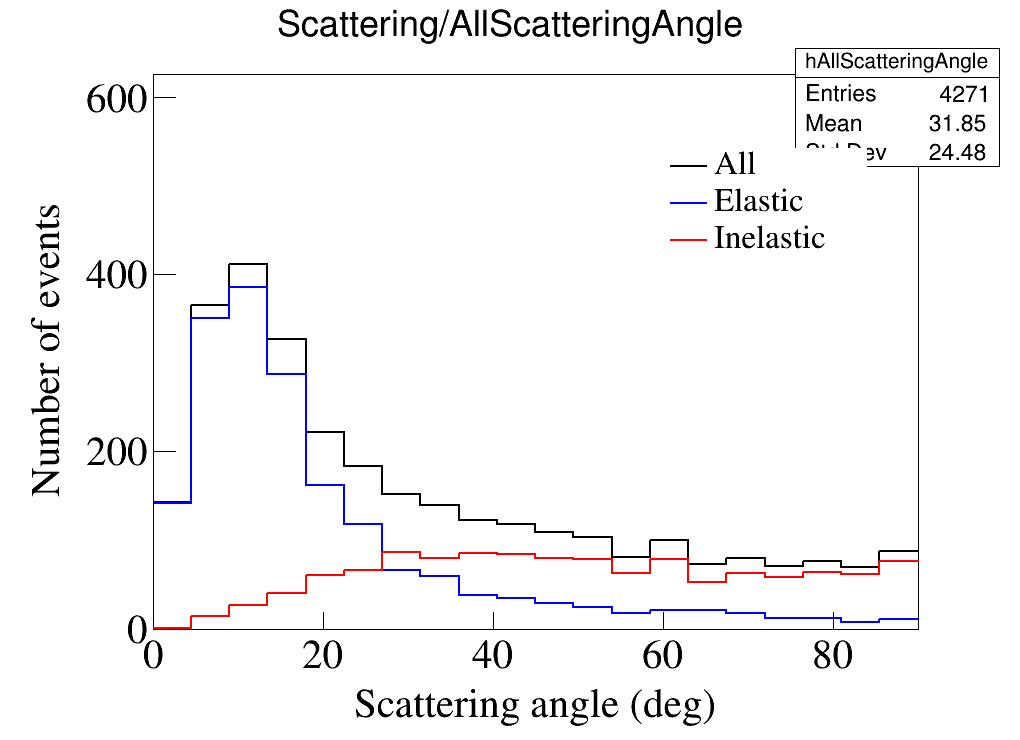 Scattering/AllScatteringAngle
hAllScatteringAngle
Entries 4271
Mean 31.85
24.48
All
Elastic
Inelastic
600
400
200
0
0 20 40 60 80
Number of events
Scattering angle (deg)